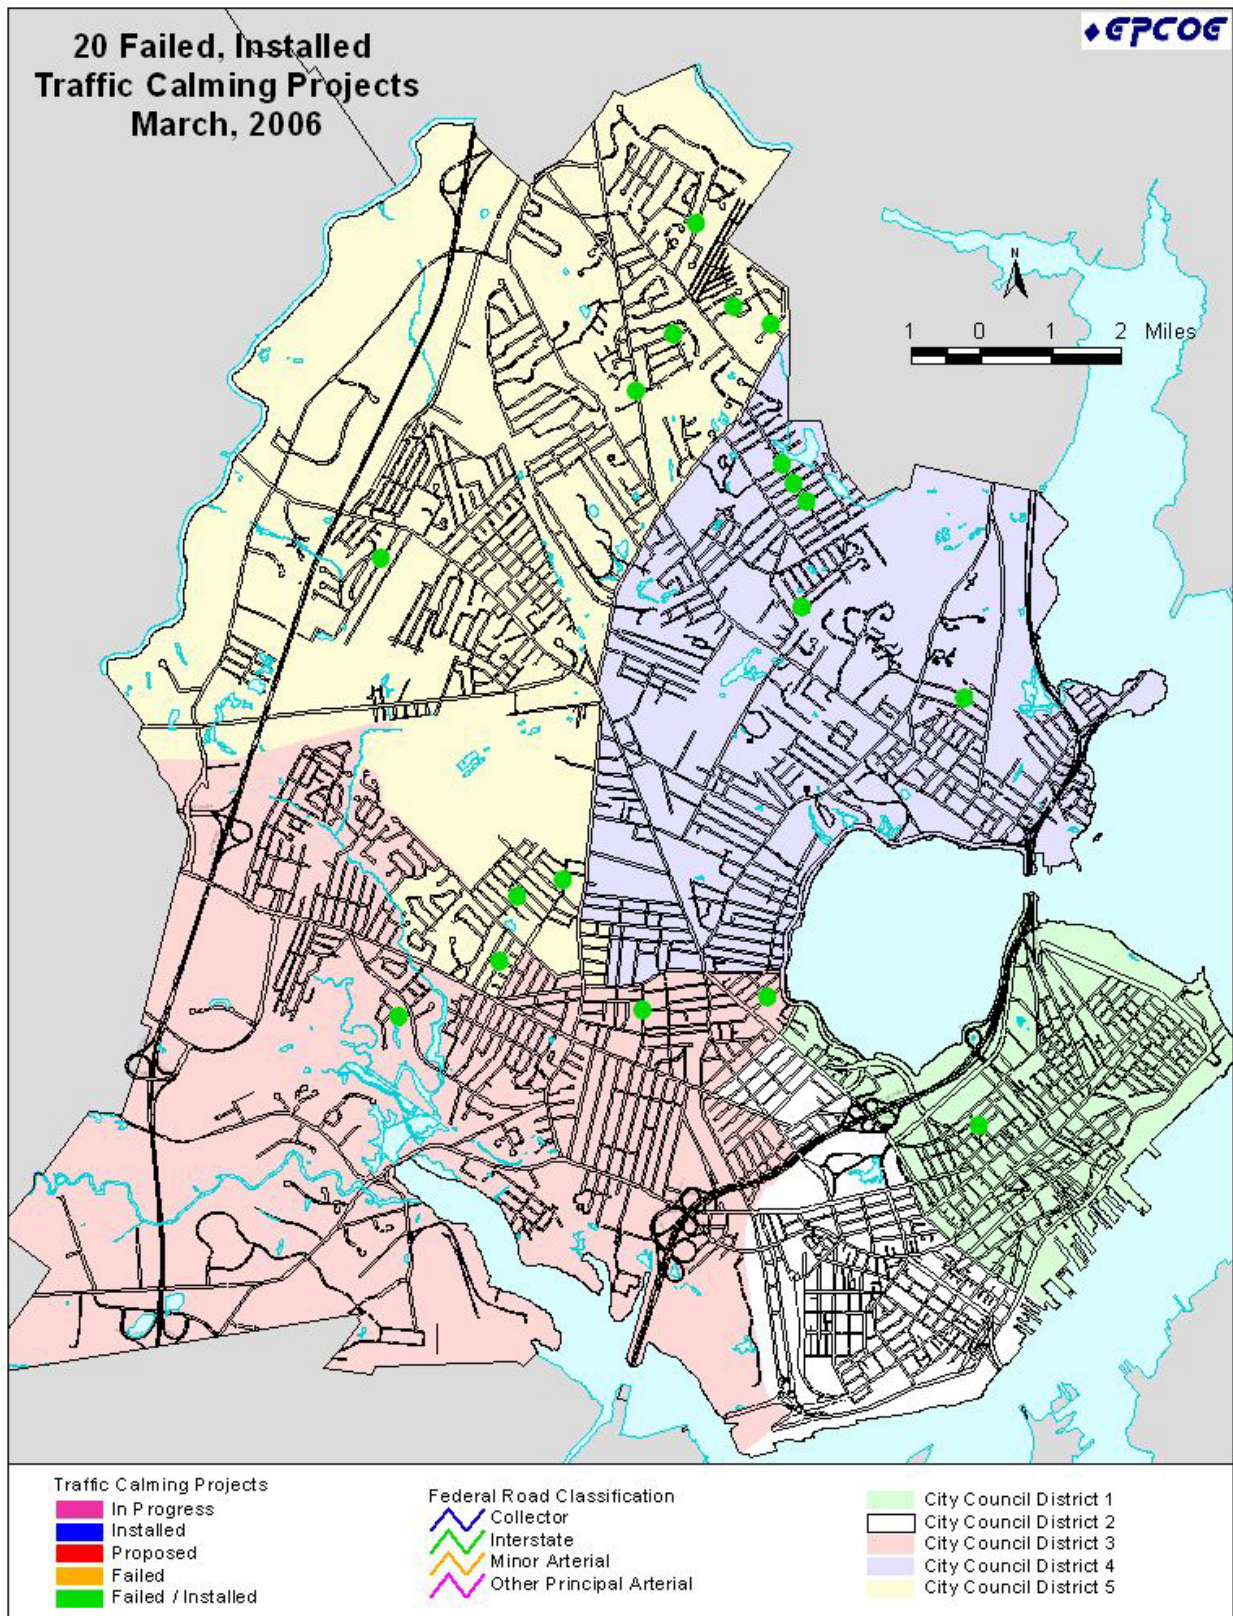 20 Failed, Installed
Traffic Calming Projects
March, 2006
EPCOG
N
1 0 1 2 Miles
Traffic Calming Projects
In Progress
Installed
Proposed
Failed
Failed / Installed
Federal Road Classification
Collector
Interstate
Minor Arterial
Other Principal Arterial
City Council District 1
City Council District 2
City Council District 3
City Council District 4
City Council District 5